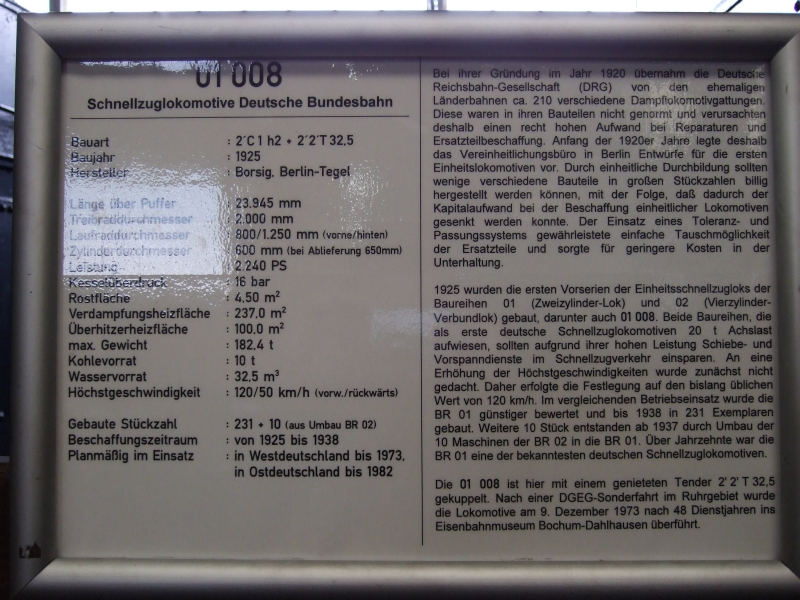 01 008
Schnellzuglokomotive Deutsche Bundesbahn
Bauart : 2'C 1 h2 + 2'2'T 32,5
Baujahr : 1925
Hersteller : Borsig, Berlin-Tegel
Länge über Puffer : 23.945 mm
Treibraddurchmesser : 2.000 mm
Laufraddurchmesser : 800/1.250 mm (vorne/hinten)
Zylinderdurchmesser : 600 mm (bei Ablieferung 650mm)
Leistung : 2.240 PS
Kesselüberdruck : 16 bar
Rostfläche : 4,50 m²
Verdampfungsheizfläche : 237,0 m²
Überhitzerheizfläche : 100,0 m²
max. Gewicht : 182,4 t
Kohlevorrat : 10 t
Wasservorrat : 32,5 m³
Höchstgeschwindigkeit : 120/50 km/h (vorw./rückwärts)
Gebaute Stückzahl : 231 + 10 (aus Umbau BR 02)
Beschaffungszeitraum : von 1925 bis 1938
Planmäßig im Einsatz : in Westdeutschland bis 1973,
in Ostdeutschland bis 1982
Bei ihrer Gründung im Jahr 1920 übernahm die Deutsche
Reichsbahn-Gesellschaft (DRG) von den ehemaligen
Länderbahnen ca. 210 verschiedene Dampflokomotivgattungen.
Diese waren in ihren Bauteilen nicht genormt und verursachten
deshalb einen recht hohen Aufwand bei Reparaturen und
Ersatzteilbeschaffung. Anfang der 1920er Jahre legte deshalb
das Vereinheitlichungsbüro in Berlin Entwürfe für die ersten
Einheitslokomotiven vor. Durch einheitliche Durchbildung sollten
wenige verschiedene Bauteile in großen Stückzahlen billig
hergestellt werden können, mit der Folge, daß dadurch der
Kapitalaufwand bei der Beschaffung einheitlicher Lokomotiven
gesenkt werden konnte. Der Einsatz eines Toleranz- und
Passungssystems gewährleistete einfache Tauschmöglichkeit
der Ersatzteile und sorgte für geringere Kosten in der
Unterhaltung.
1925 wurden die ersten Vorserien der Einheitsschnellzugloks der
Baureihen 01 (Zweizylinder-Lok) und 02 (Vierzylinder-
Verbundlok) gebaut, darunter auch 01 008. Beide Baureihen, die
als erste deutsche Schnellzuglokomotiven 20 t Achslast
aufwiesen, sollten aufgrund ihrer hohen Leistung Schiebe- und
Vorspanndienste im Schnellzugverkehr einsparen. An eine
Erhöhung der Höchstgeschwindigkeiten wurde zunächst nicht
gedacht. Daher erfolgte die Festlegung auf den bislang üblichen
Wert von 120 km/h. Im vergleichenden Betriebseinsatz wurde die
BR 01 günstiger bewertet und bis 1938 in 231 Exemplaren
gebaut. Weitere 10 Stück entstanden ab 1937 durch Umbau der
10 Maschinen der BR 02 in die BR 01. Über Jahrzehnte war die
BR 01 eine der bekanntesten deutschen Schnellzuglokomotiven.
Die 01 008 ist hier mit einem genieteten Tender 2' 2' T 32,5
gekuppelt. Nach einer DGEG-Sonderfahrt im Ruhrgebiet wurde
die Lokomotive am 9. Dezember 1973 nach 48 Dienstjahren ins
Eisenbahnmuseum Bochum-Dahlhausen überführt.